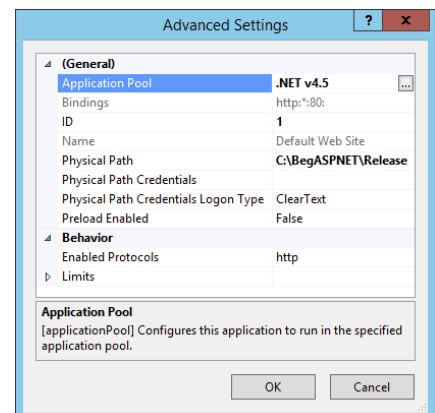 Advanced Settings
? x
(General)
Application Pool .NET v4.5 ...
Bindings http:*:80:
ID 1
Name Default Web Site
Physical Path C:\BegASPNET\Release
Physical Path Credentials
Physical Path Credentials Logon Type ClearText
Preload Enabled False
Behavior
Enabled Protocols http
Limits
Application Pool
[applicationPool] Configures this application to run in the specified
application pool.
OK Cancel